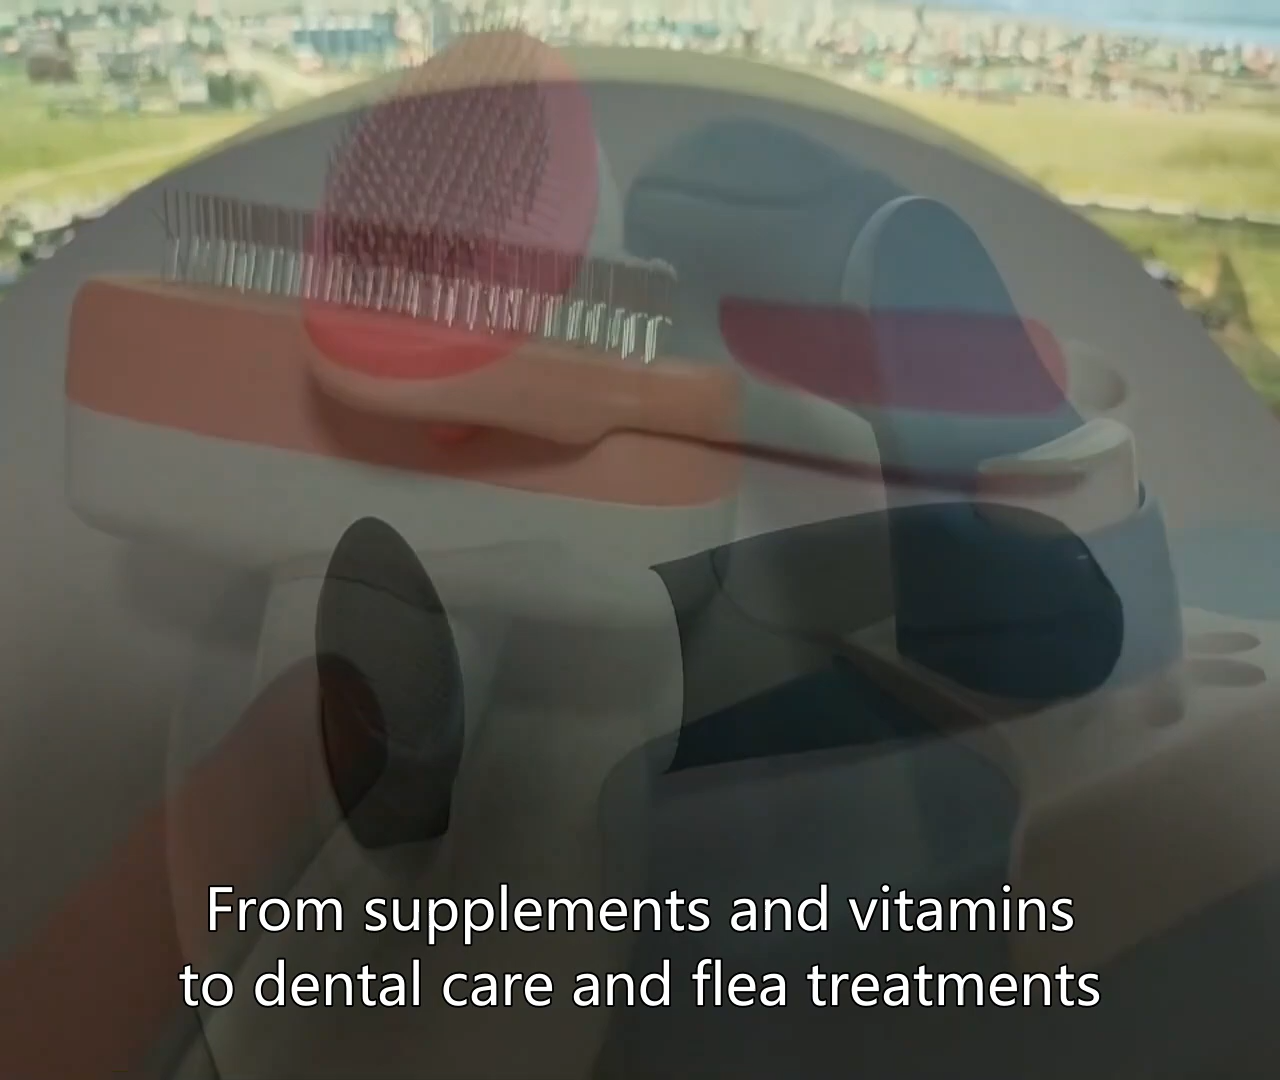 From supplements and vitamins
to dental care and flea treatments